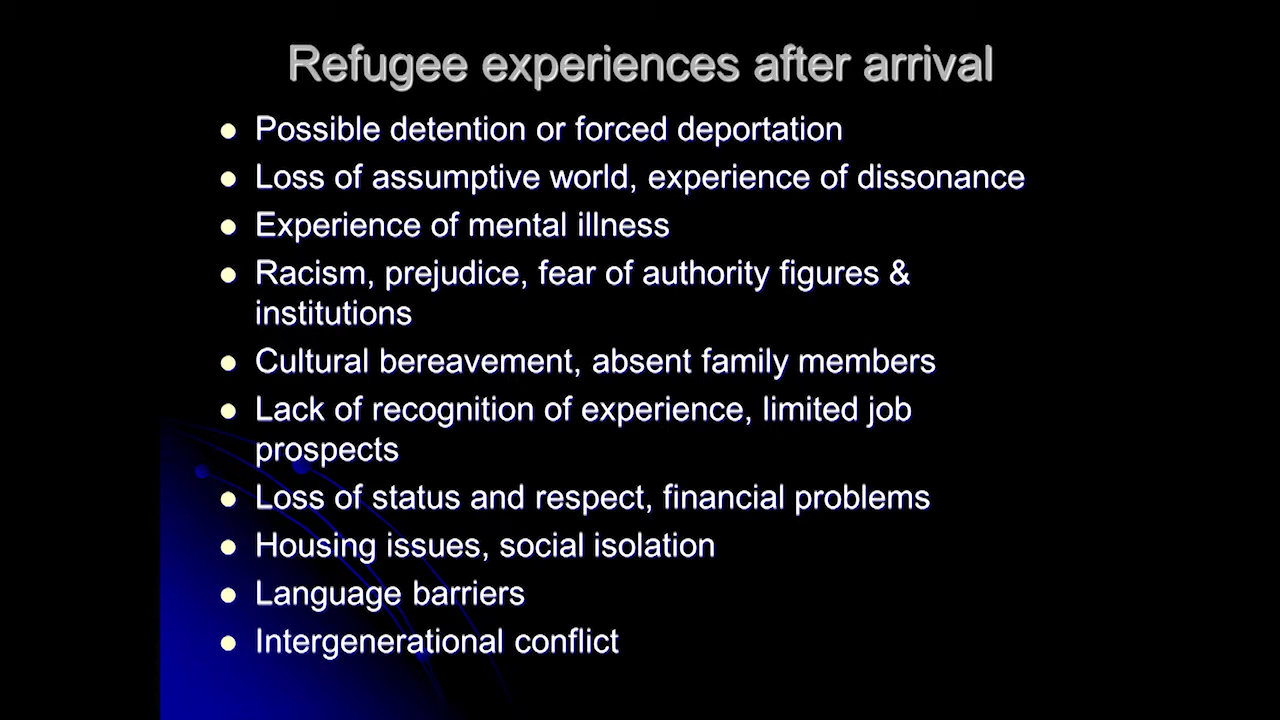 Refugee experiences after arrival
Possible detention or forced deportation
Loss of assumptive world, experience of dissonance
Experience of mental illness
Racism, prejudice, fear of authority figures &
institutions
Cultural bereavement, absent family members
Lack of recognition of experience, limited job
prospects
Loss of status and respect, financial problems
Housing issues, social isolation
Language barriers
Intergenerational conflict